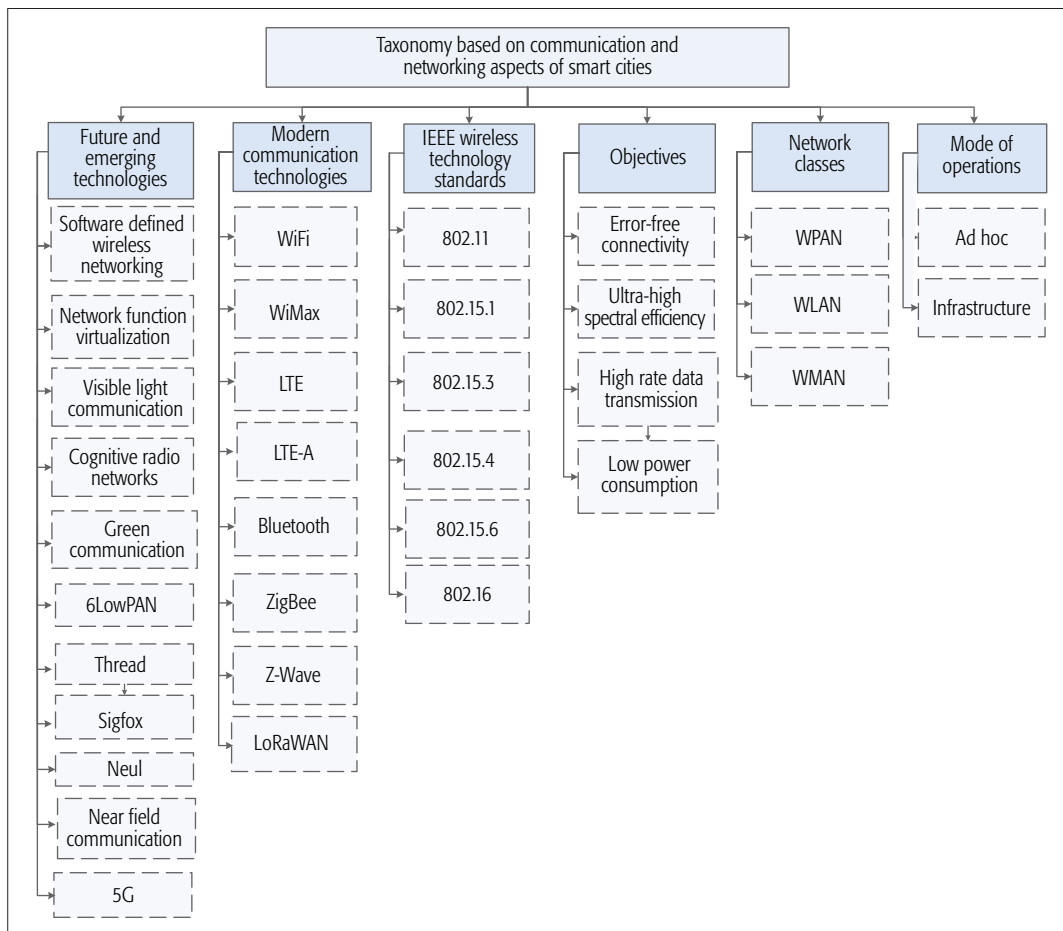 Taxonomy based on communication and
networking aspects of smart cities
Future and
emerging
technologies
Software defined
wireless
networking
Network function
virtualization
Visible light
communication
Cognitive radio
networks
Green
communication
6LowPAN
Thread
Sigfox
Neul
Near field
communication
5G
Modern
communication
technologies
WiFi
WiMax
LTE
LTE-A
Bluetooth
ZigBee
Z-Wave
LoRaWAN
IEEE wireless
technology
standards
802.11
802.15.1
802.15.3
802.15.4
802.15.6
802.16
Objectives
Error-free
connectivity
Ultra-high
spectral efficiency
High rate data
transmission
Low power
consumption
Network
classes
WPAN
WLAN
WMAN
Mode of
operations
Ad hoc
Infrastructure